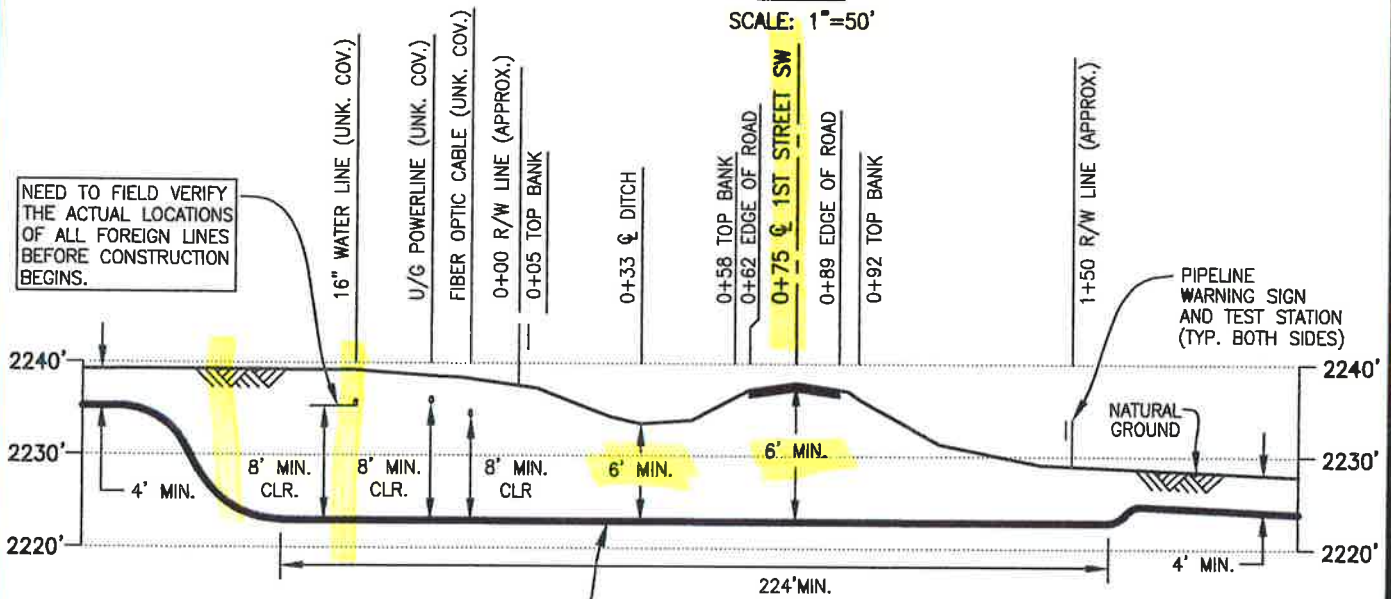 SCALE: 1"=50'
16" WATER LINE (UNK. COV.)
U/G POWERLINE (UNK. COV.)
FIBER OPTIC CABLE (UNK. COV.)
0+00 R/W LINE (APPROX.)
0+05 TOP BANK
0+33 ℄ DITCH
0+58 TOP BANK
0+62 EDGE OF ROAD
0+75 ℄ 1ST STREET SW
0+89 EDGE OF ROAD
0+92 TOP BANK
1+50 R/W LINE (APPROX.)
NEED TO FIELD VERIFY
THE ACTUAL LOCATIONS
OF ALL FOREIGN LINES
BEFORE CONSTRUCTION
BEGINS.
PIPELINE
WARNING SIGN
AND TEST STATION
(TYP. BOTH SIDES)
2240'
2240'
NATURAL
GROUND
2230'
2230'
4' MIN.
8' MIN.
CLR.
8' MIN.
CLR.
8' MIN.
CLR
6' MIN.
6' MIN.
2220'
2220'
4' MIN.
224'MIN.